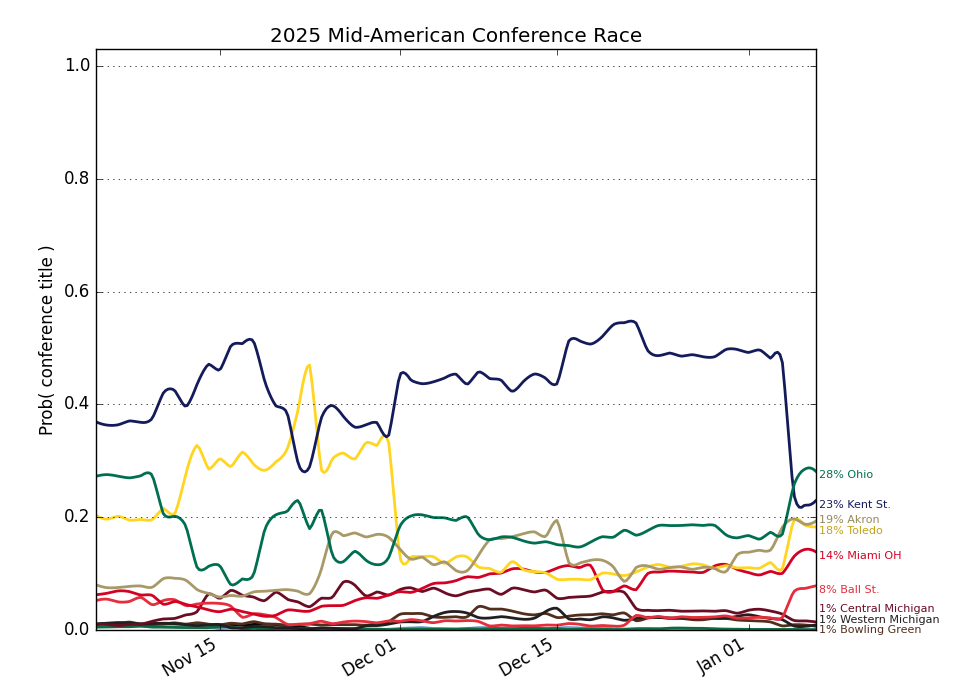 2025 Mid-American Conference Race
Prob( conference title )
1.0
0.8
0.6
0.4
0.2
0.0
Nov 15
Dec 01
Dec 15
Jan 01
28% Ohio
23% Kent St.
19% Akron
18% Toledo
14% Miami OH
8% Ball St.
1% Central Michigan
1% Western Michigan
1% Bowling Green